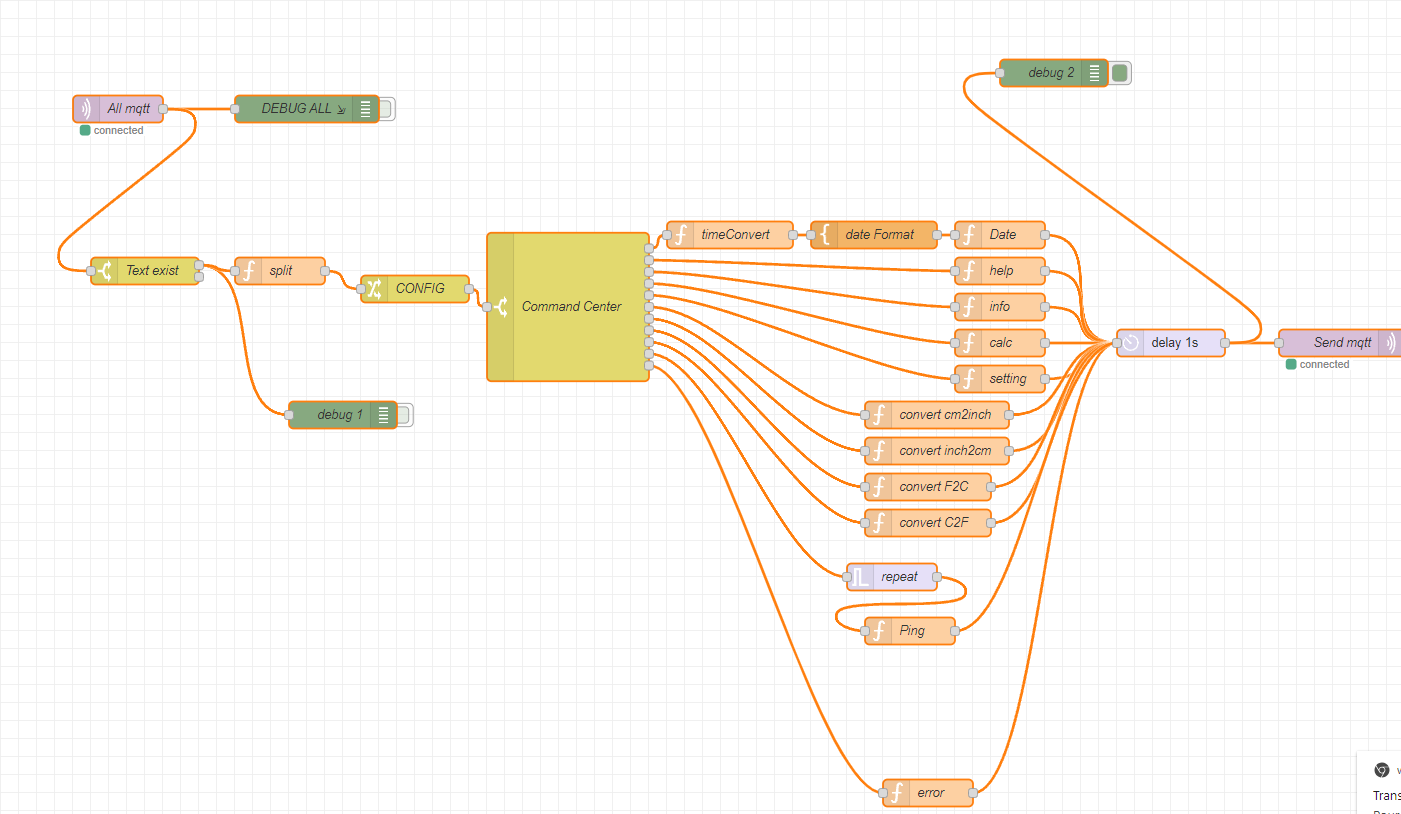 debug 2
All mqtt
DEBUG ALL
connected
timeConvert
date Format
Date
Text exist
split
help
CONFIG
Command Center
info
calc
delay 1s
Send mqtt
connected
setting
debug 1
convert cm2inch
convert inch2cm
convert F2C
convert C2F
repeat
Ping
error
Trans